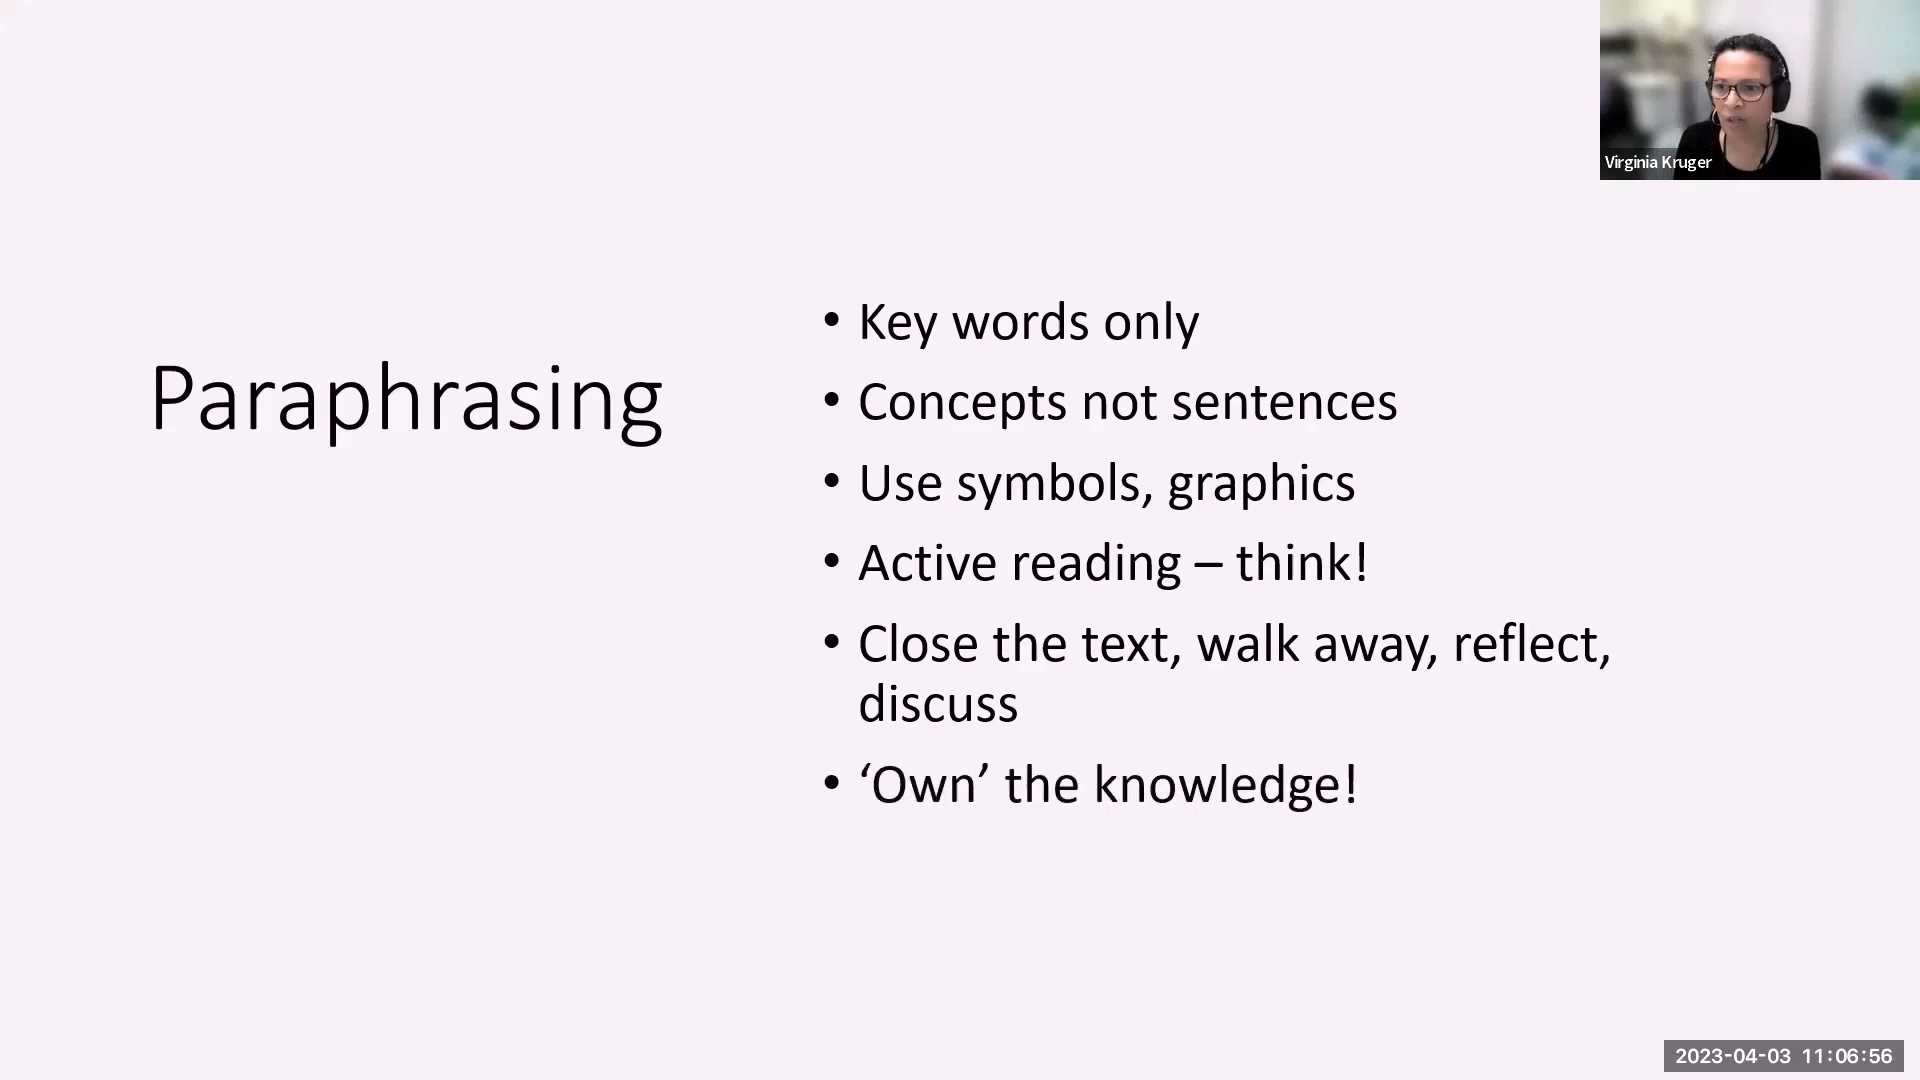 Virginia Kruger
Paraphrasing
• Key words only
• Concepts not sentences
• Use symbols, graphics
• Active reading – think!
• Close the text, walk away, reflect,
discuss
• ‘Own’ the knowledge!
2023-04-03 11:06:56